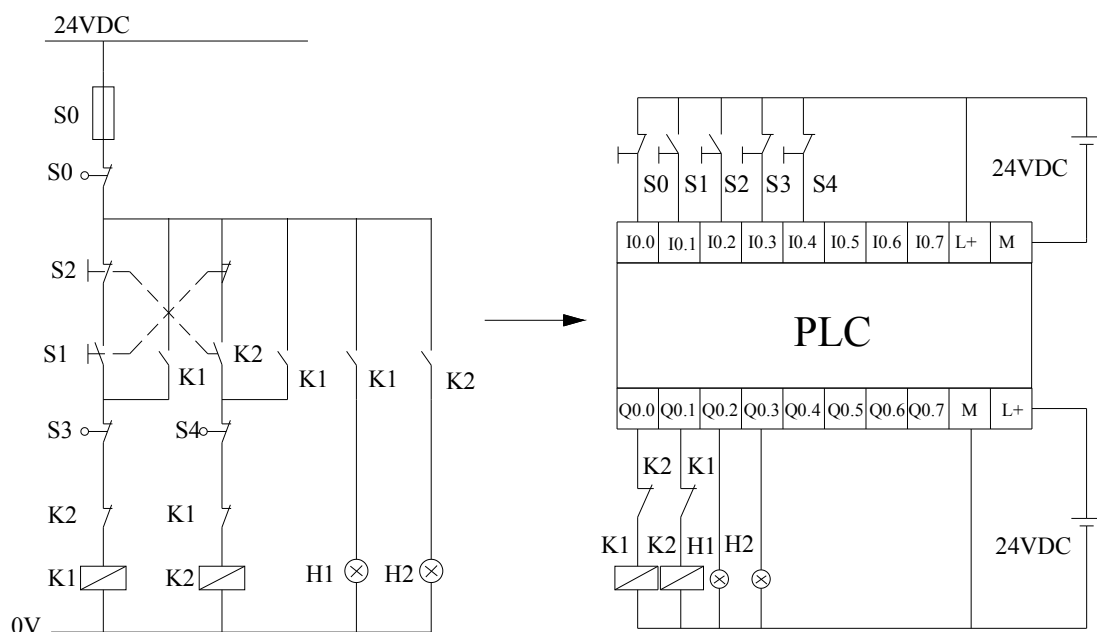 24VDC
S0
S0
S2
S1
K1
K2
K1
K1
K2
S3
S4
K2
K1
K1
K2
H1
H2
0V
S0 S1 S2 S3 S4
24VDC
I0.0 I0.1 I0.2 I0.3 I0.4 I0.5 I0.6 I0.7 L+ M
PLC
Q0.0 Q0.1 Q0.2 Q0.3 Q0.4 Q0.5 Q0.6 Q0.7 M L+
K2 K1
K1 K2 H1 H2
24VDC